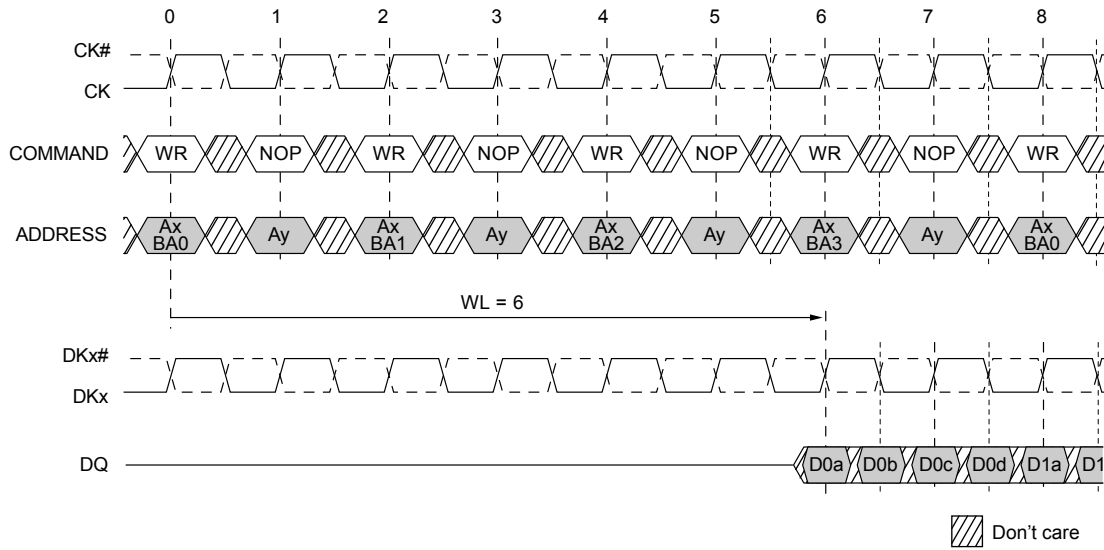 0 1 2 3 4 5 6 7 8
CK#
CK
COMMAND WR NOP WR NOP WR NOP WR NOP WR
ADDRESS Ax BA0 Ay Ax BA1 Ay Ax BA2 Ay Ax BA3 Ay Ax BA0
WL = 6
DKx#
DKx
DQ D0a D0b D0c D0d D1a D1
Don't care